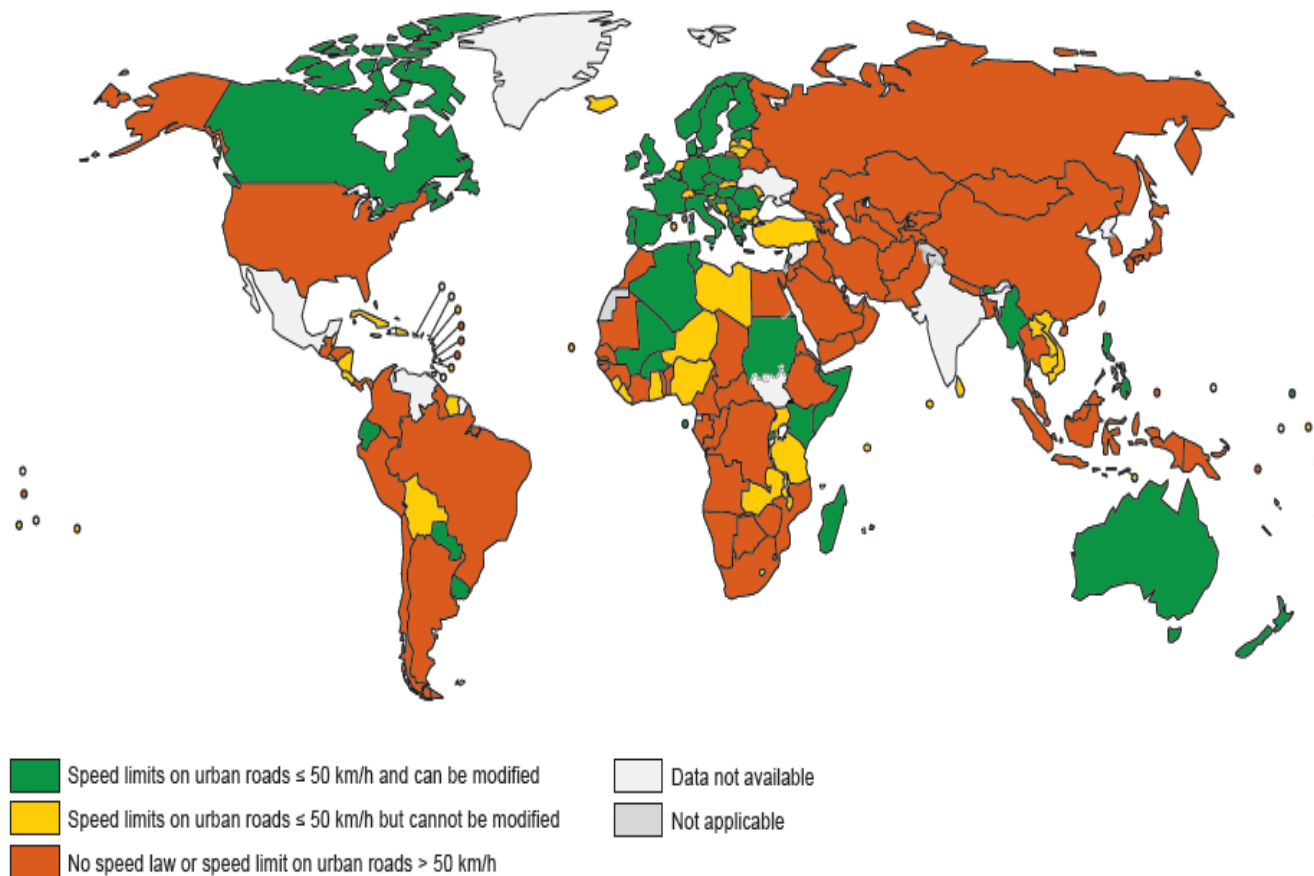 Speed limits on urban roads ≤ 50 km/h and can be modified
Speed limits on urban roads ≤ 50 km/h but cannot be modified
No speed law or speed limit on urban roads > 50 km/h
Data not available
Not applicable